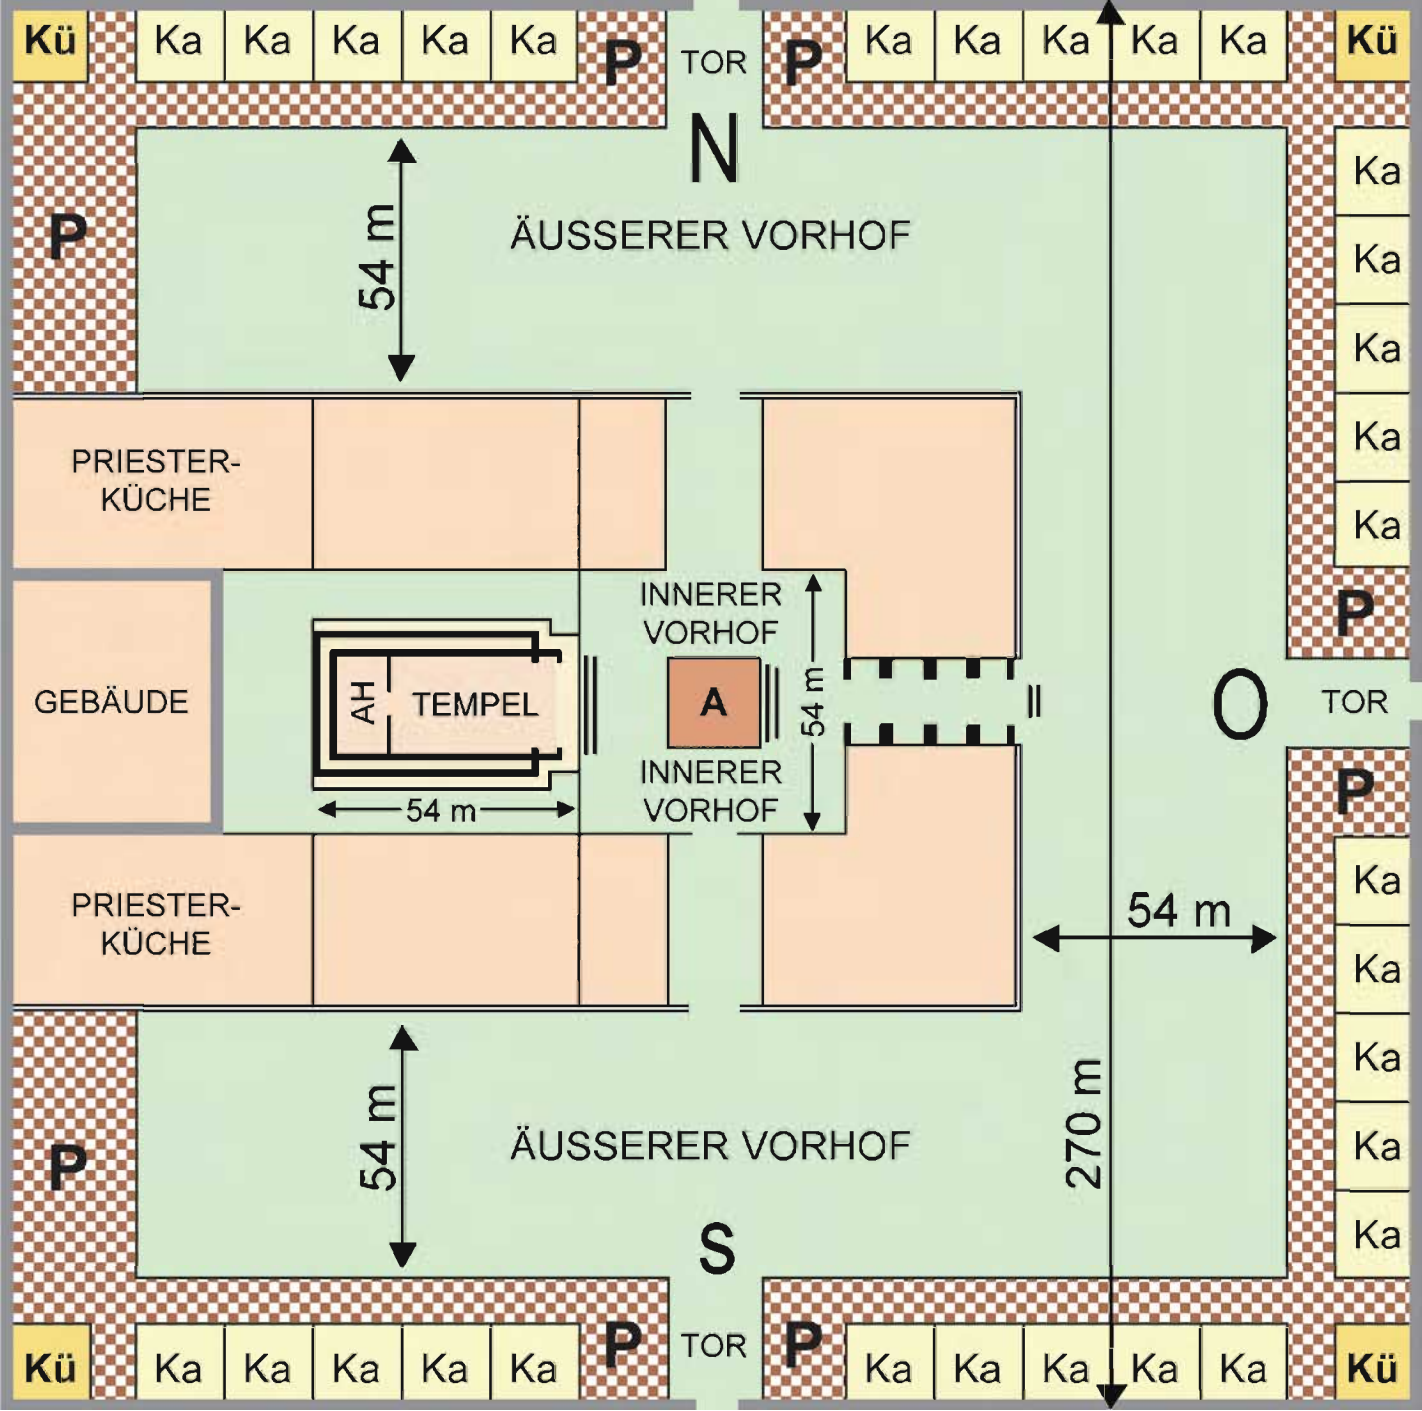 Kü Ka Ka Ka Ka Ka P TOR P Ka Ka Ka Ka Ka Kü
N
Ka
P
54 m
ÄUSSERER VORHOF
Ka
Ka
Ka
Ka
PRIESTER-
KÜCHE
INNERER
VORHOF
P
GEBÄUDE
AH
TEMPEL
A
54 m
O
TOR
54 m
INNERER
VORHOF
P
PRIESTER-
KÜCHE
54 m
Ka
Ka
Ka
Ka
Ka
270 m
54 m
P
ÄUSSERER VORHOF
S
Kü Ka Ka Ka Ka Ka P TOR P Ka Ka Ka Ka Ka Kü